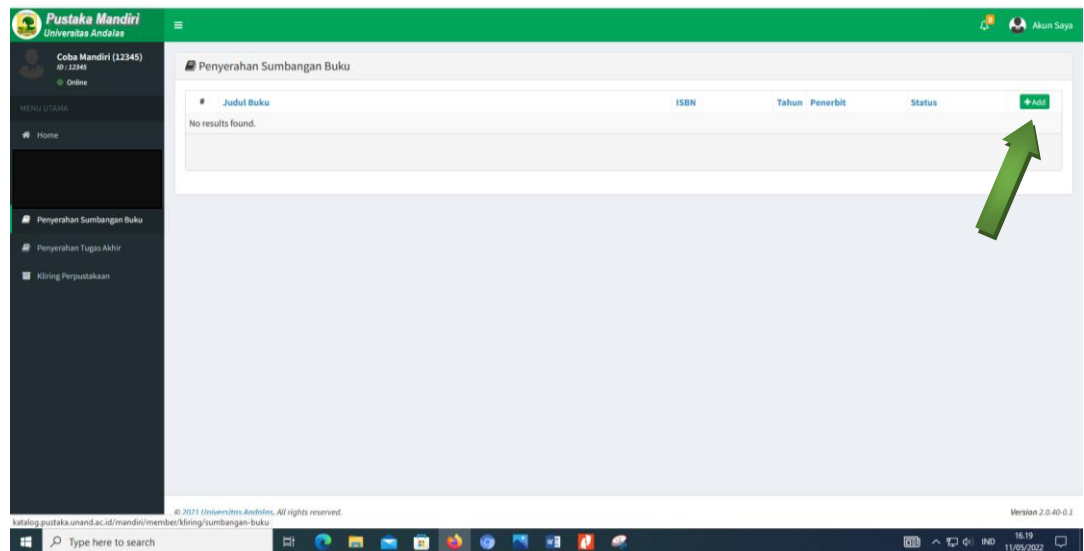 Pustaka Mandiri
Universitas Andalas
Akun Saya
Coba Mandiri (12345)
ID : 12345
Online
MENU UTAMA
Home
Penyerahan Sumbangan Buku
Penyerahan Tugas Akhir
Kliring Perpustakaan
Penyerahan Sumbangan Buku
# Judul Buku ISBN Tahun Penerbit Status +Add
No results found.
© 2021 Universitas Andalas. All rights reserved.
Version 2.0.40-0.1
katalog.pustaka.unand.ac.id/mandiri/member/kliring/sumbangan-buku
Type here to search
IND
16.19
11/05/2022